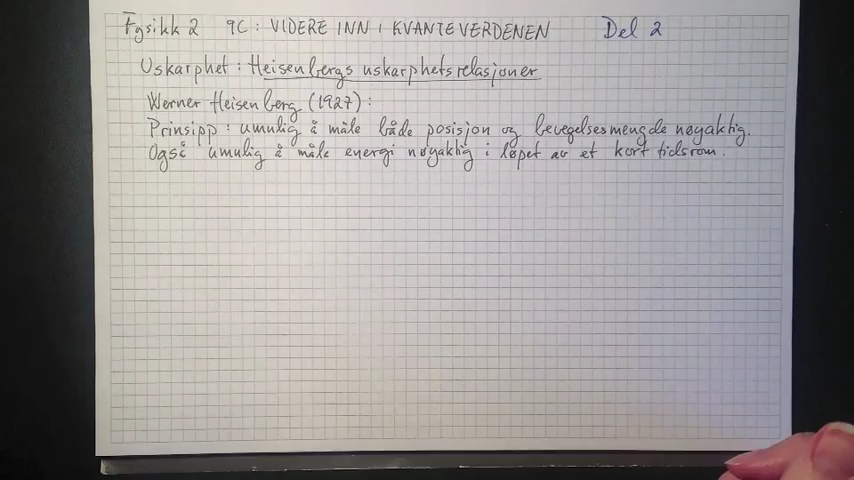 Fysikk 2 9C: VIDERE INN I KVANTEVERDENEN Del 2
Uskarphet: Heisenbergs uskarphetsrelasjoner
Werner Heisenberg (1927):
Prinsipp: umulig å måle både posisjon og bevegelsesmengde nøyaktig.
Også umulig å måle energi nøyaktig i løpet av et kort tidsrom.